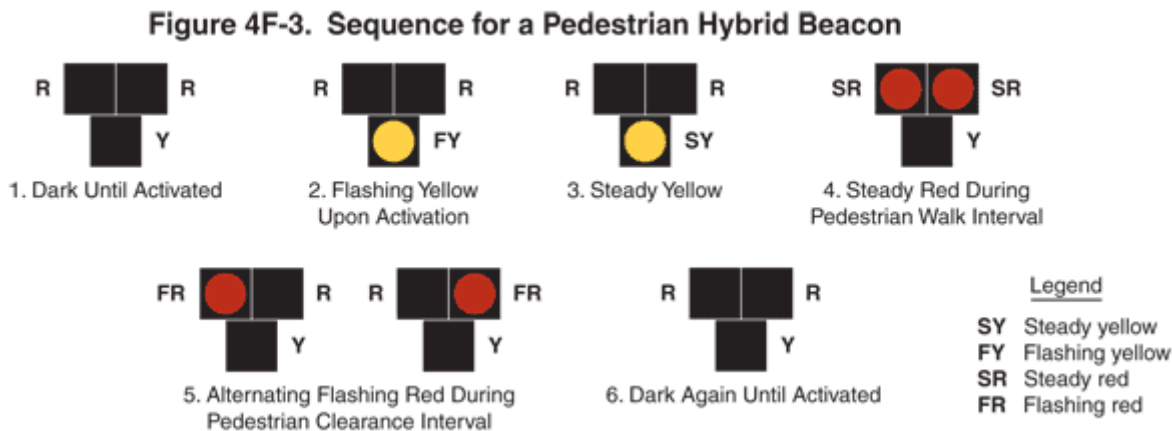 Figure 4F-3.  Sequence for a Pedestrian Hybrid Beacon
R R
Y
R R
FY
R R
SY
SR SR
Y
1. Dark Until Activated
2. Flashing Yellow
Upon Activation
3. Steady Yellow
4. Steady Red During
Pedestrian Walk Interval
FR R
Y
R FR
Y
R R
Y
5. Alternating Flashing Red During
Pedestrian Clearance Interval
6. Dark Again Until Activated
Legend
SY Steady yellow
FY Flashing yellow
SR Steady red
FR Flashing red